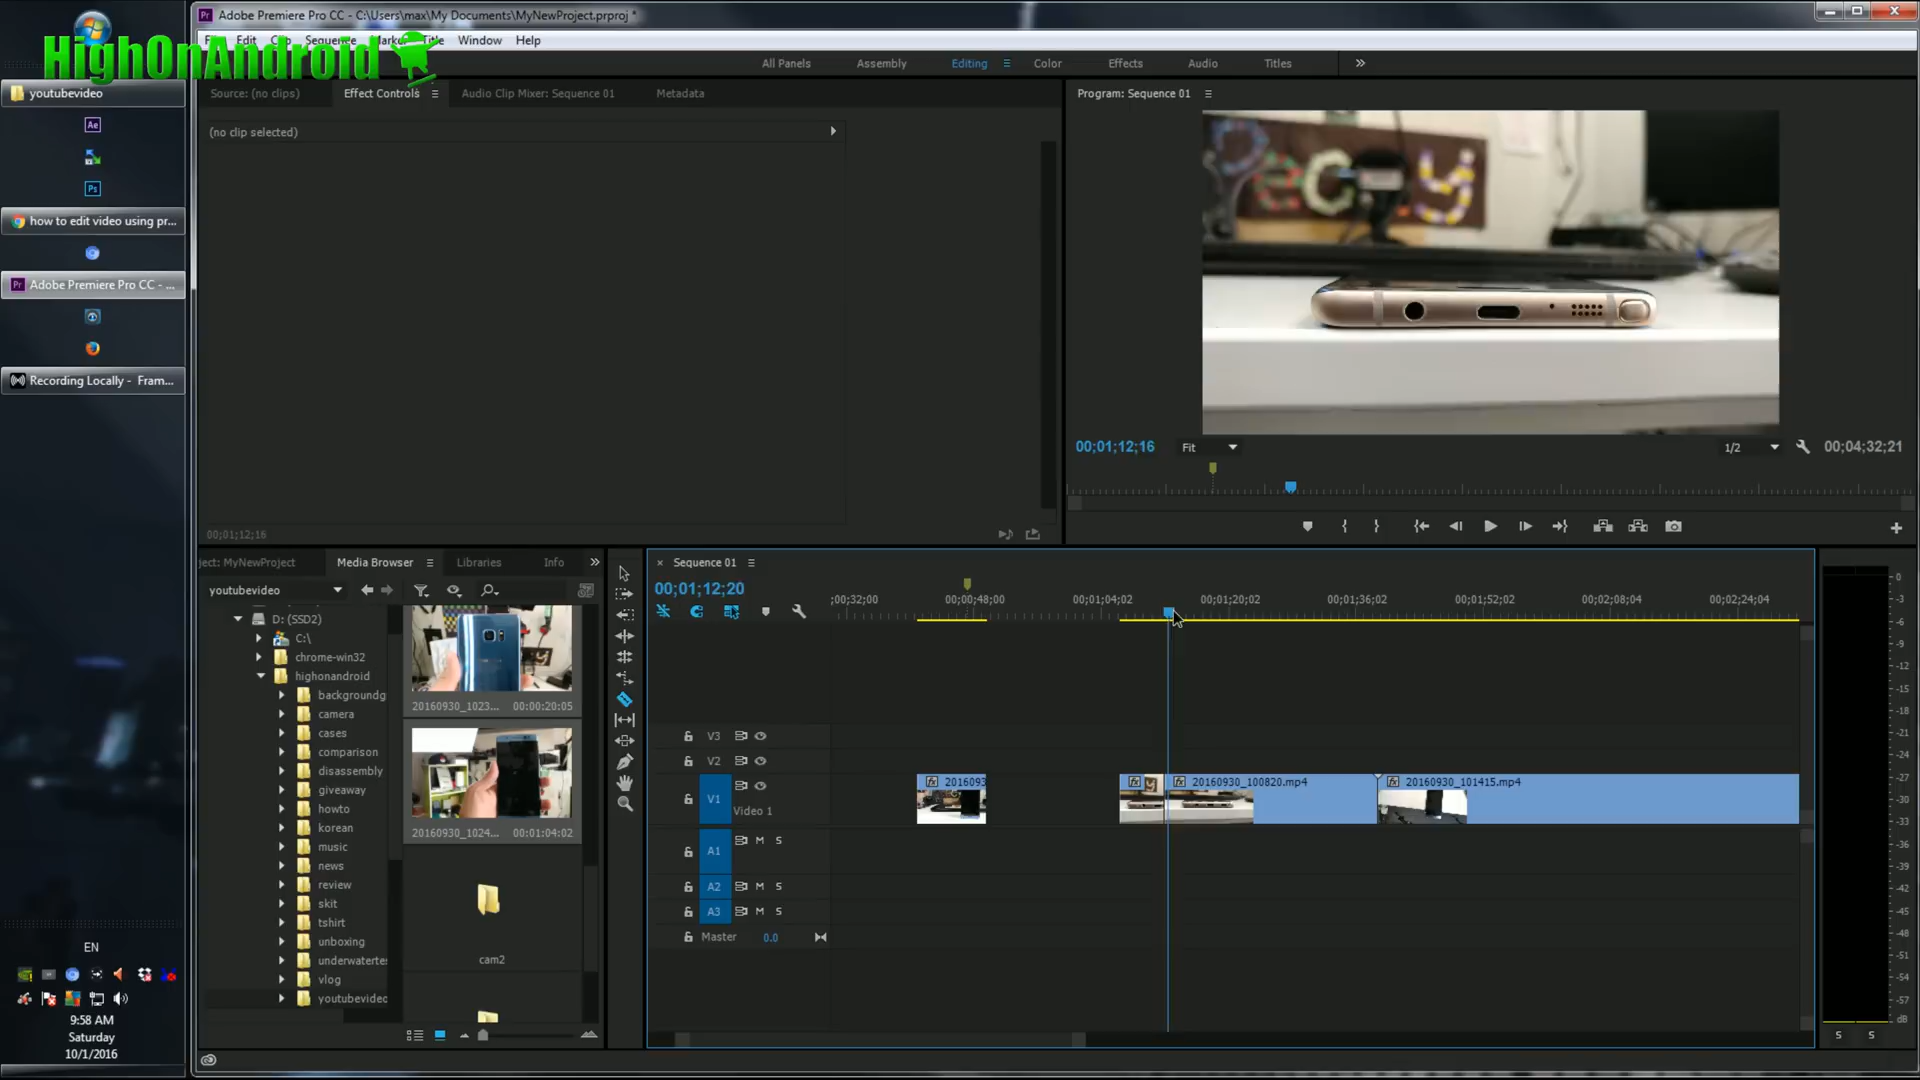 Adobe Premiere Pro CC - C:\Users\max\My Documents\MyNewProject.prproj *
Edit Sequence Title Window Help
HighOnAndroid
All Panels Assembly Editing Color Effects Audio Titles
youtubevideo
Source: (no clips) Effect Controls Audio Clip Mixer: Sequence 01 Metadata
Program: Sequence 01
(no clip selected)
Ae
Ps
how to edit video using pr...
Adobe Premiere Pro CC - ...
Recording Locally - Fram...
00;01;12;16 Fit 1/2 00;04;32;21
00;01;12;16
ject: MyNewProject Media Browser Libraries Info
youtubevideo
D: (SSD2)
C:\
chrome-win32
highonandroid
backgroundg
camera
cases
comparison
disassembly
giveaway
howto
korean
music
news
review
skit
tshirt
unboxing
underwatertes
vlog
youtubevideo
20160930_1023... 00:00:20:05
20160930_1024... 00:01:04:02
cam2
Sequence 01
00;01;12;20
;00;32;00 00;00;48;00 00;01;04;02 00;01;20;02 00;01;36;02 00;01;52;02 00;02;08;04 00;02;24;04
V3
V2
V1 Video 1
2016093 20160930_100820.mp4 20160930_101415.mp4
A1 M S
A2 M S
A3 M S
Master 0.0
0
-3
-6
-9
-12
-15
-18
-21
-24
-27
-30
-33
-36
-39
-42
-45
-48
-51
-54
-57
dB
S S
EN
9:58 AM
Saturday
10/1/2016